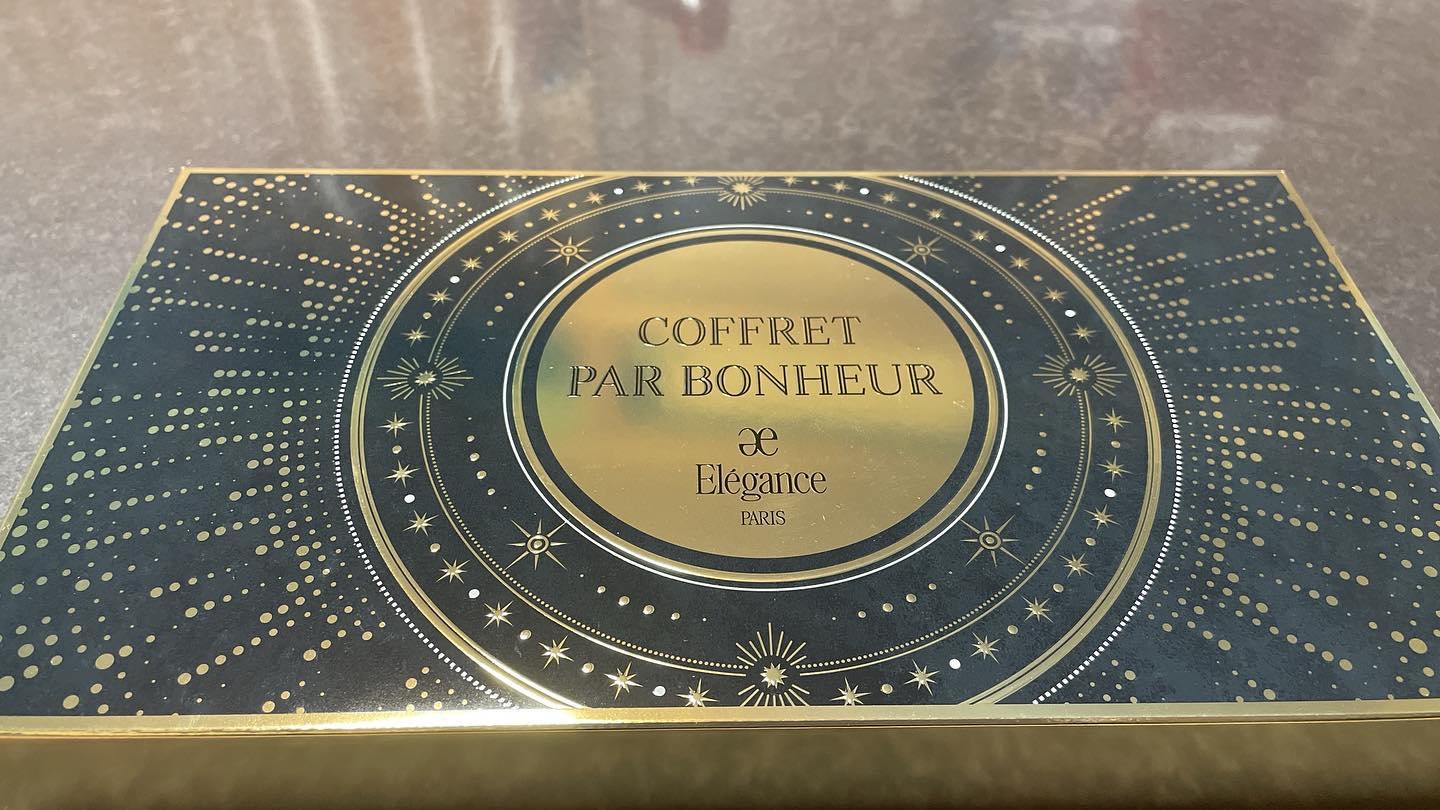 COFFRET
PAR BONHEUR
æ
Elégance
PARIS